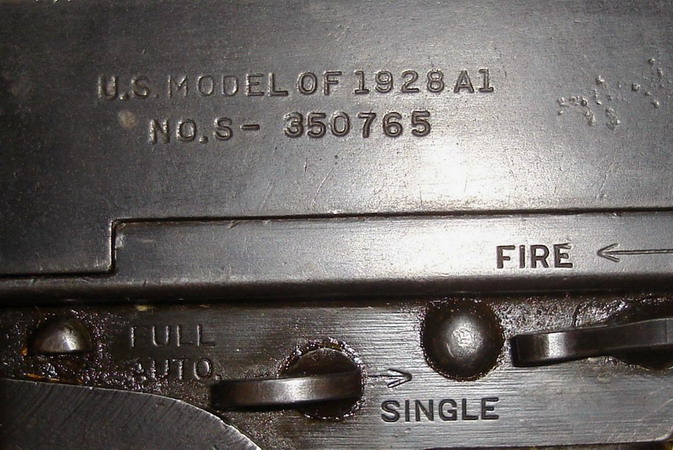 U.S. MODEL OF 1928 A1
NO. S- 350765
FIRE
FULL
AUTO
SINGLE